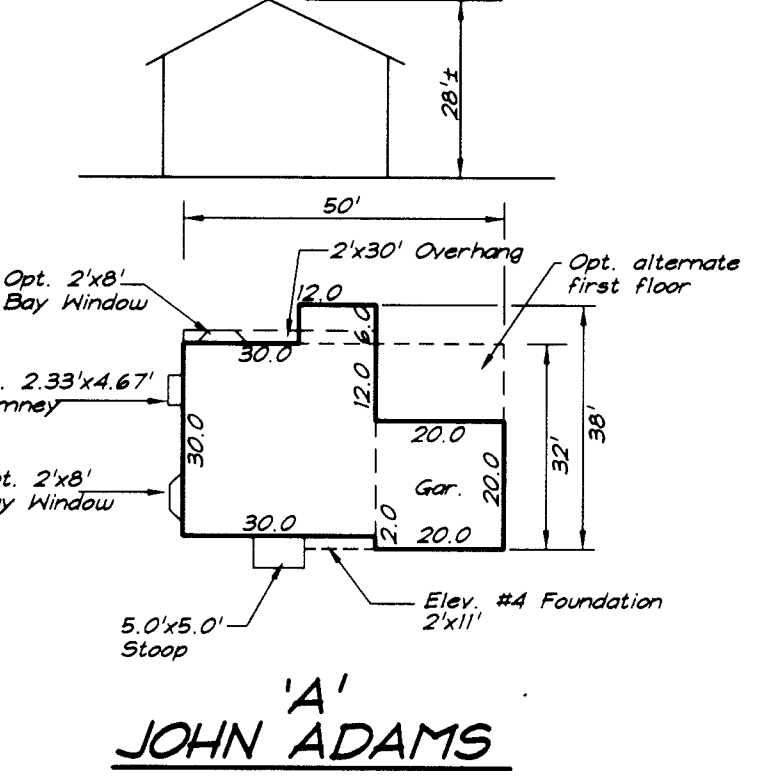 28'±
50'
2'x30' Overhang
Opt. 2'x8'
Bay Window
Opt. alternate
first floor
12.0
6.0
30.0
12.0
2.33'x4.67'
30.0
20.0
38'
32'
2'x8'
Window
Gar.
20.0
30.0
2.0
20.0
Elev. #4 Foundation
2'x11'
5.0'x5.0'
Stoop
'A'
JOHN ADAMS